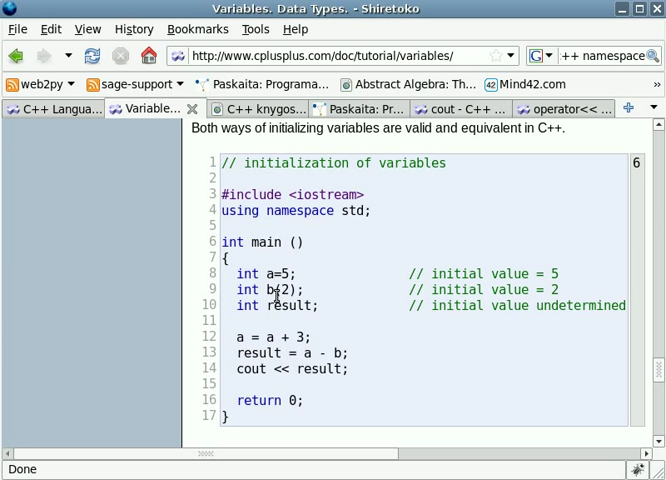 Variables. Data Types. - Shiretoko
File Edit View History Bookmarks Tools Help
http://www.cplusplus.com/doc/tutorial/variables/ ++ namespace
web2py sage-support Paskaita: Programa... Abstract Algebra: Th... 42 Mind42.com »
C++ Langua... Variable... C++ knygos... Paskaita: Pr... cout - C++ ... operator<< ...
Both ways of initializing variables are valid and equivalent in C++.
1 // initialization of variables 6
2
3 #include <iostream>
4 using namespace std;
5
6 int main ()
7 {
8 int a=5; // initial value = 5
9 int b(2); // initial value = 2
10 int result; // initial value undetermined
11
12 a = a + 3;
13 result = a - b;
14 cout << result;
15
16 return 0;
17 }
Done